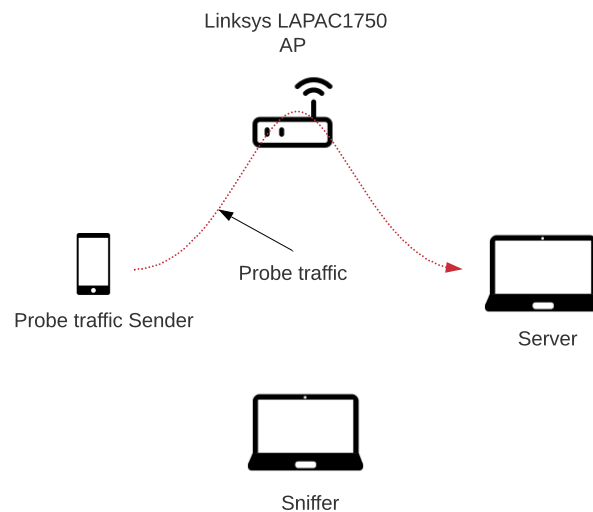 Linksys LAPAC1750
AP
Probe traffic
Probe traffic Sender
Server
Sniffer